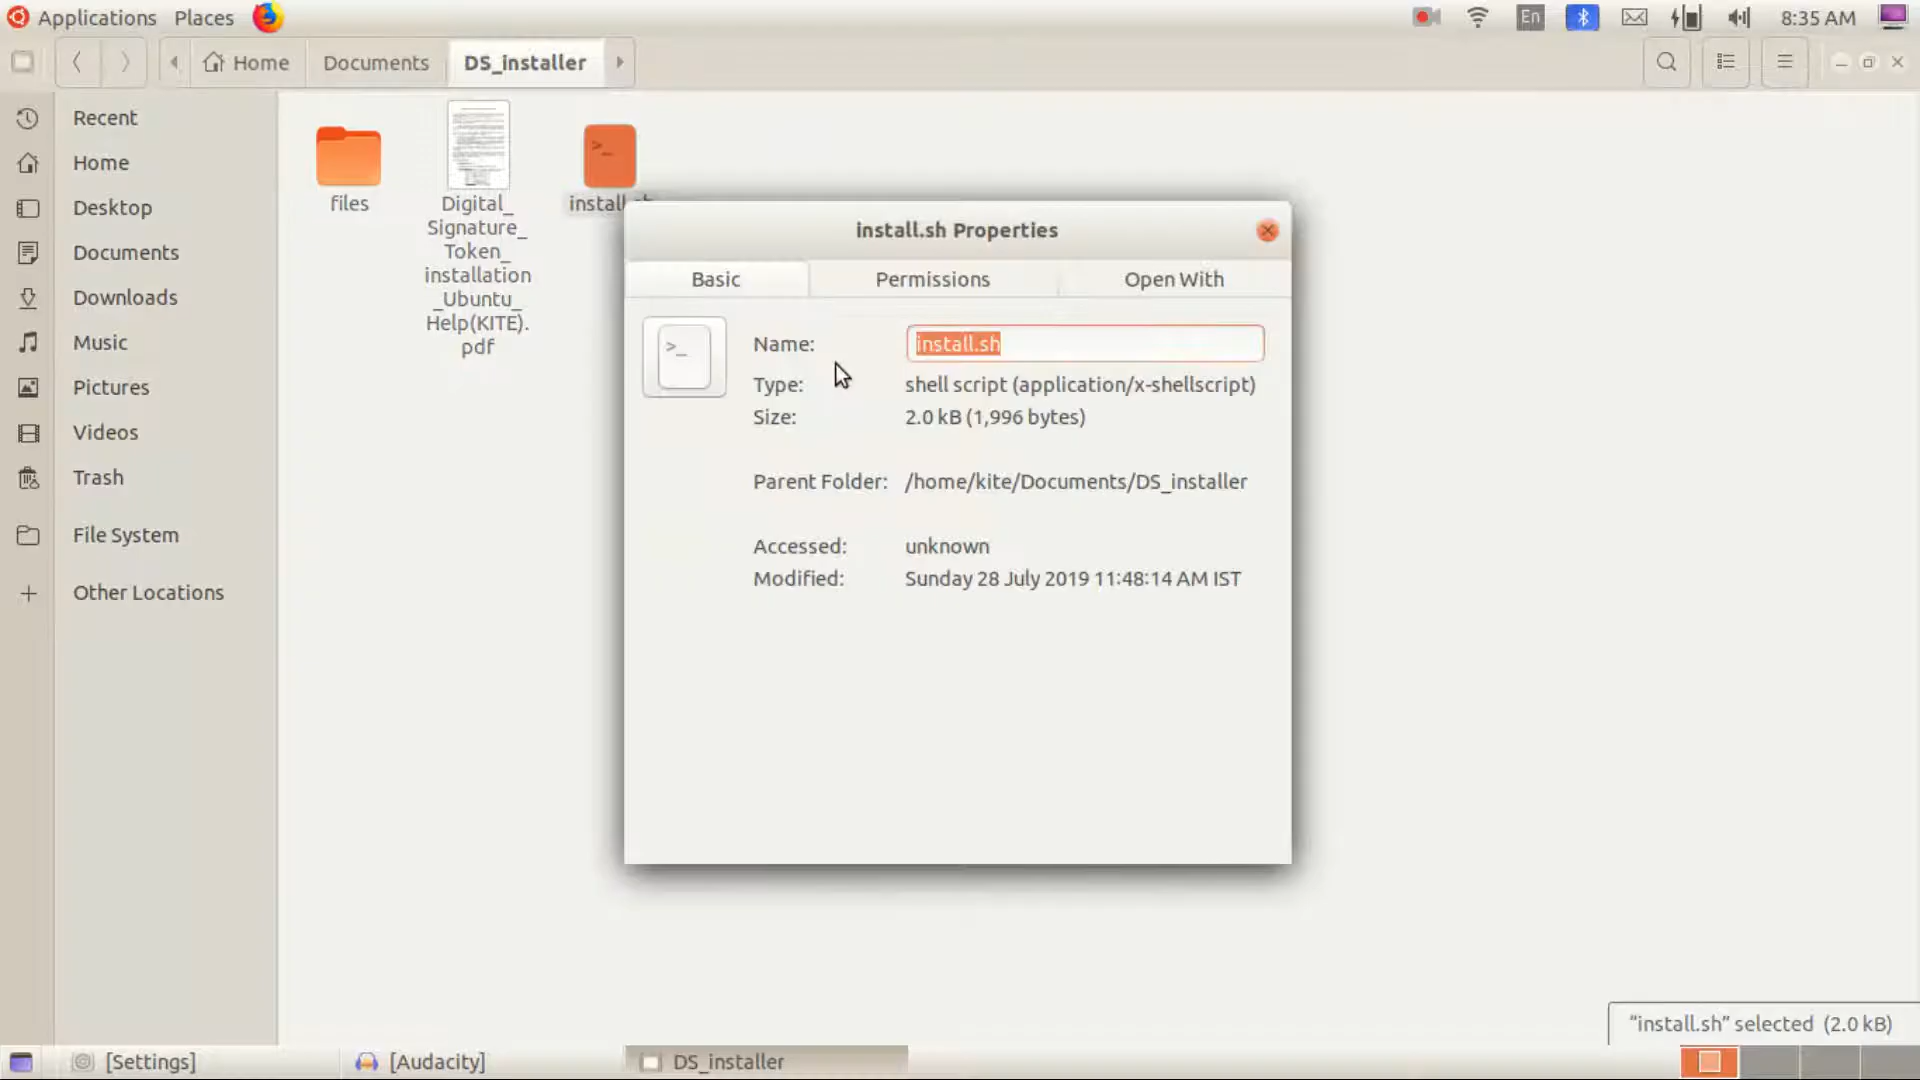 Applications Places En 8:35 AM
Home Documents DS_installer
Recent
Home
Desktop
Documents
Downloads
Music
Pictures
Videos
Trash
File System
Other Locations
files
Digital_
Signature_
Token_
installation
_Ubuntu_
Help(KITE).
pdf
install.sh
install.sh Properties
Basic Permissions Open With
Name: install.sh
Type: shell script (application/x-shellscript)
Size: 2.0 kB (1,996 bytes)
Parent Folder: /home/kite/Documents/DS_installer
Accessed: unknown
Modified: Sunday 28 July 2019 11:48:14 AM IST
"install.sh" selected (2.0 kB)
[Settings] [Audacity] DS_installer